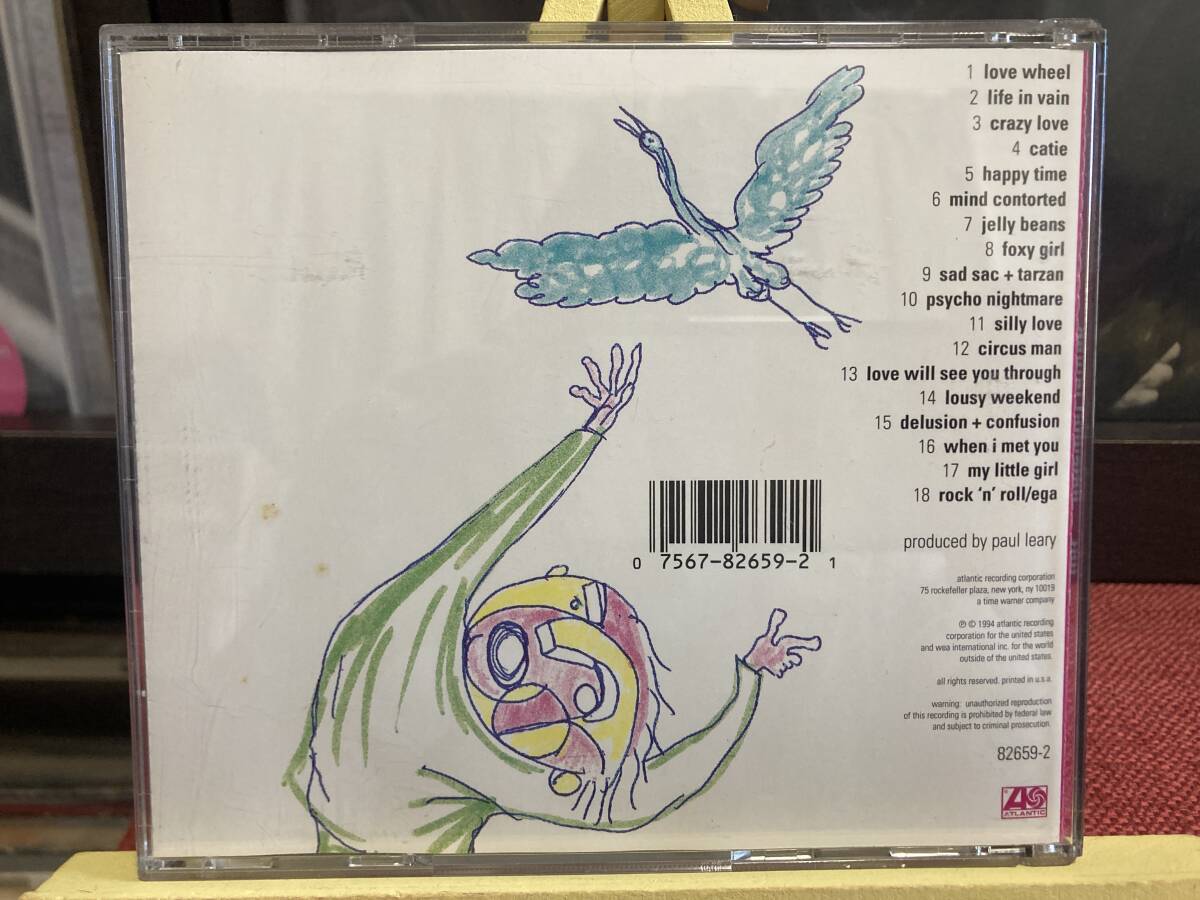 1 love wheel
2 life in vain
3 crazy love
4 catie
5 happy time
6 mind contorted
7 jelly beans
8 foxy girl
9 sad sac + tarzan
10 psycho nightmare
11 silly love
12 circus man
13 love will see you through
14 lousy weekend
15 delusion + confusion
16 when i met you
17 my little girl
18 rock 'n' roll/ega
produced by paul leary
0 7567-82659-2 1
atlantic recording corporation
75 rockefeller plaza, new york, ny 10019
a time warner company
℗ © 1994 atlantic recording
corporation for the united states
and wea international inc. for the world
outside of the united states.
all rights reserved. printed in u.s.a.
warning: unauthorized reproduction
of this recording is prohibited by federal law
and subject to criminal prosecution.
82659-2
ATLANTIC